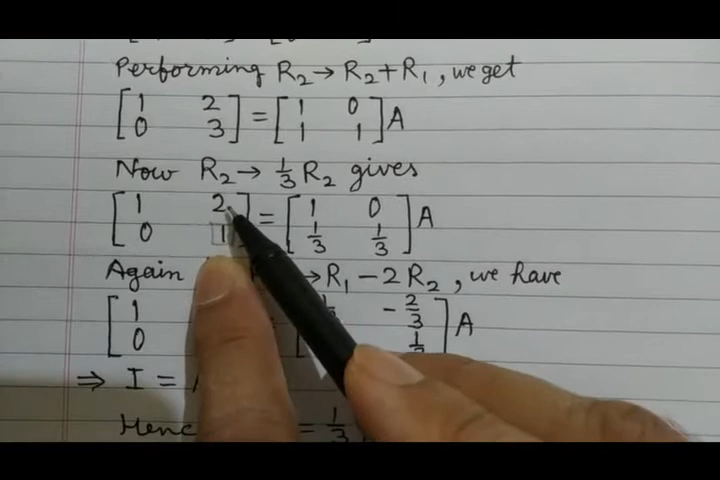 Performing R₂ → R₂ + R₁, we get
[1 2 = [1 0 A
0 3] 1 1]
Now R₂ → 1/3 R₂ gives
[1 2 = [1 0 A
0 1] 1/3 1/3]
Again → R₁ − 2 R₂, we have
[1 − 2/3 A
0
⇒ I =
= 1/3